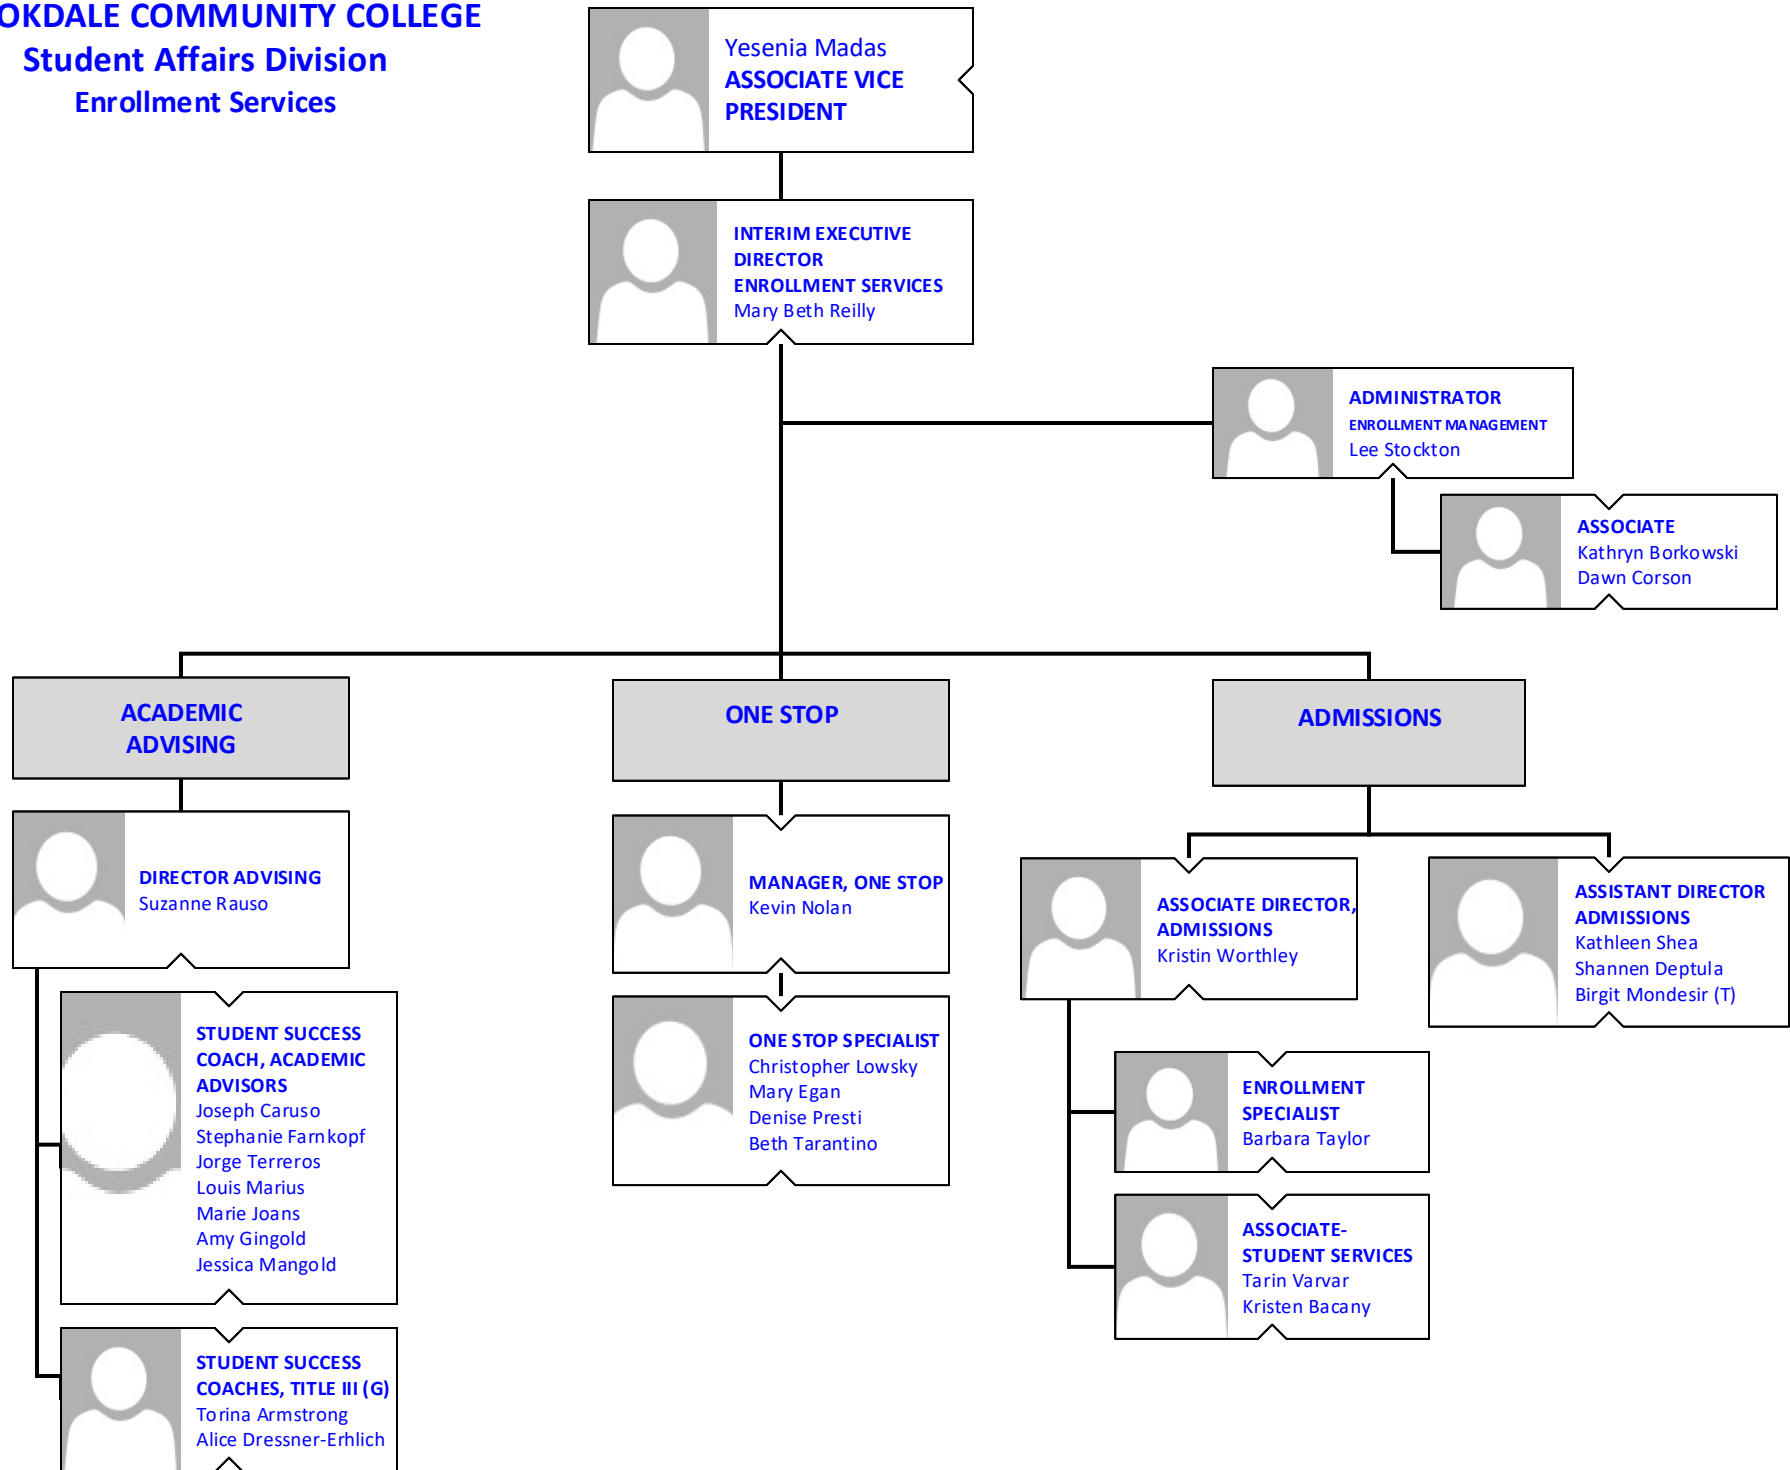 OKDALE COMMUNITY COLLEGE
Student Affairs Division
Enrollment Services
Yesenia Madas
ASSOCIATE VICE
PRESIDENT
INTERIM EXECUTIVE
DIRECTOR
ENROLLMENT SERVICES
Mary Beth Reilly
ADMINISTRATOR
ENROLLMENT MANAGEMENT
Lee Stockton
ASSOCIATE
Kathryn Borkowski
Dawn Corson
ACADEMIC
ADVISING
ONE STOP
ADMISSIONS
DIRECTOR ADVISING
Suzanne Rauso
STUDENT SUCCESS
COACH, ACADEMIC
ADVISORS
Joseph Caruso
Stephanie Farnkopf
Jorge Terreros
Louis Marius
Marie Joans
Amy Gingold
Jessica Mangold
STUDENT SUCCESS
COACHES, TITLE III (G)
Torina Armstrong
Alice Dressner-Erhlich
MANAGER, ONE STOP
Kevin Nolan
ONE STOP SPECIALIST
Christopher Lowsky
Mary Egan
Denise Presti
Beth Tarantino
ASSOCIATE DIRECTOR,
ADMISSIONS
Kristin Worthley
ENROLLMENT
SPECIALIST
Barbara Taylor
ASSOCIATE-
STUDENT SERVICES
Tarin Varvar
Kristen Bacany
ASSISTANT DIRECTOR
ADMISSIONS
Kathleen Shea
Shannen Deptula
Birgit Mondesir (T)